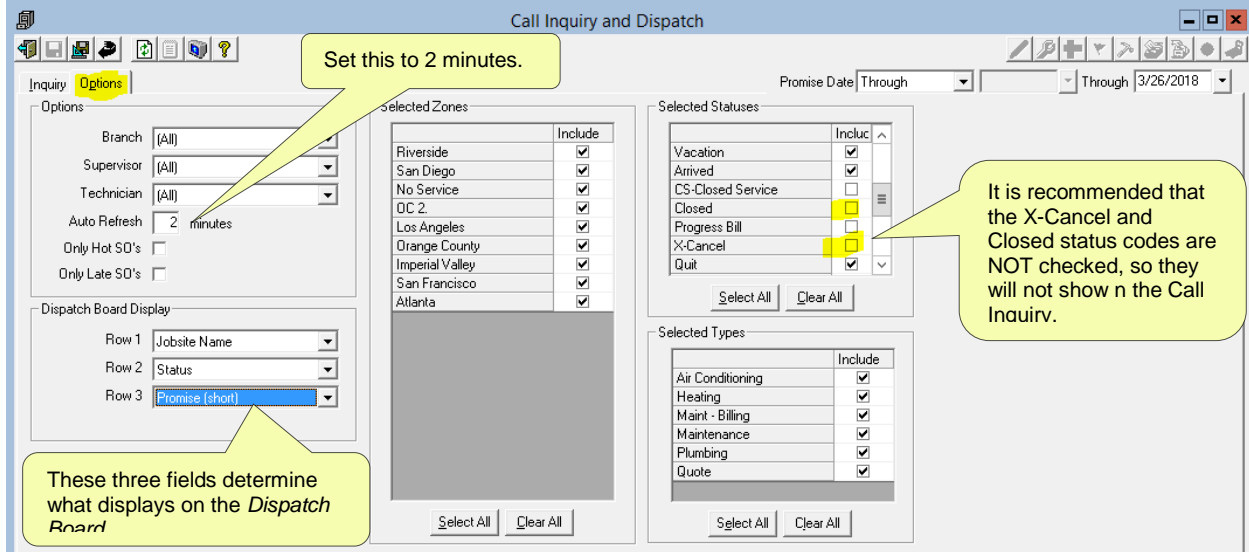 Call Inquiry and Dispatch
Set this to 2 minutes.
Inquiry Options
Promise Date Through Through 3/26/2018
Options
Branch (All)
Supervisor (All)
Technician (All)
Auto Refresh 2 minutes
Only Hot SO's
Only Late SO's
Dispatch Board Display
Row 1 Jobsite Name
Row 2 Status
Row 3 Promise (short)
These three fields determine
what displays on the Dispatch
Board
Selected Zones
Include
Riverside
San Diego
No Service
OC 2.
Los Angeles
Orange County
Imperial Valley
San Francisco
Atlanta
Select All Clear All
Selected Statuses
Incluc
Vacation
Arrived
CS-Closed Service
Closed
Progress Bill
X-Cancel
Quit
Select All Clear All
It is recommended that
the X-Cancel and
Closed status codes are
NOT checked, so they
will not show n the Call
Inquiry.
Selected Types
Include
Air Conditioning
Heating
Maint - Billing
Maintenance
Plumbing
Quote
Select All Clear All